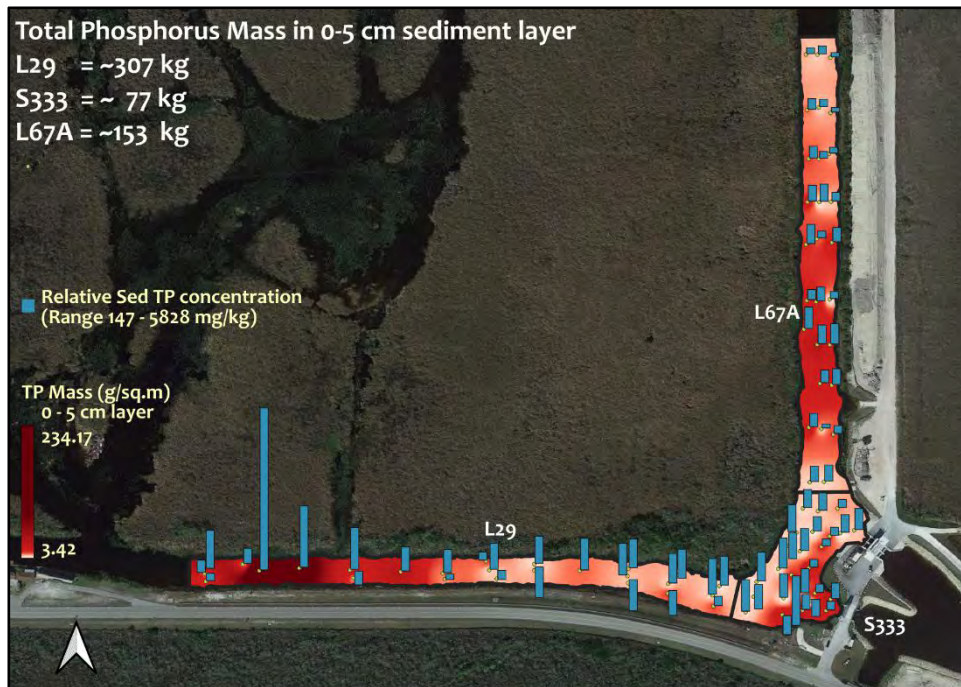 Total Phosphorus Mass in 0-5 cm sediment layer
L29 = ~307 kg
S333 = ~ 77 kg
L67A = ~153 kg
Relative Sed TP concentration
(Range 147 - 5828 mg/kg)
L67A
TP Mass (g/sq.m)
0 - 5 cm layer
234.17
3.42
L29
S333